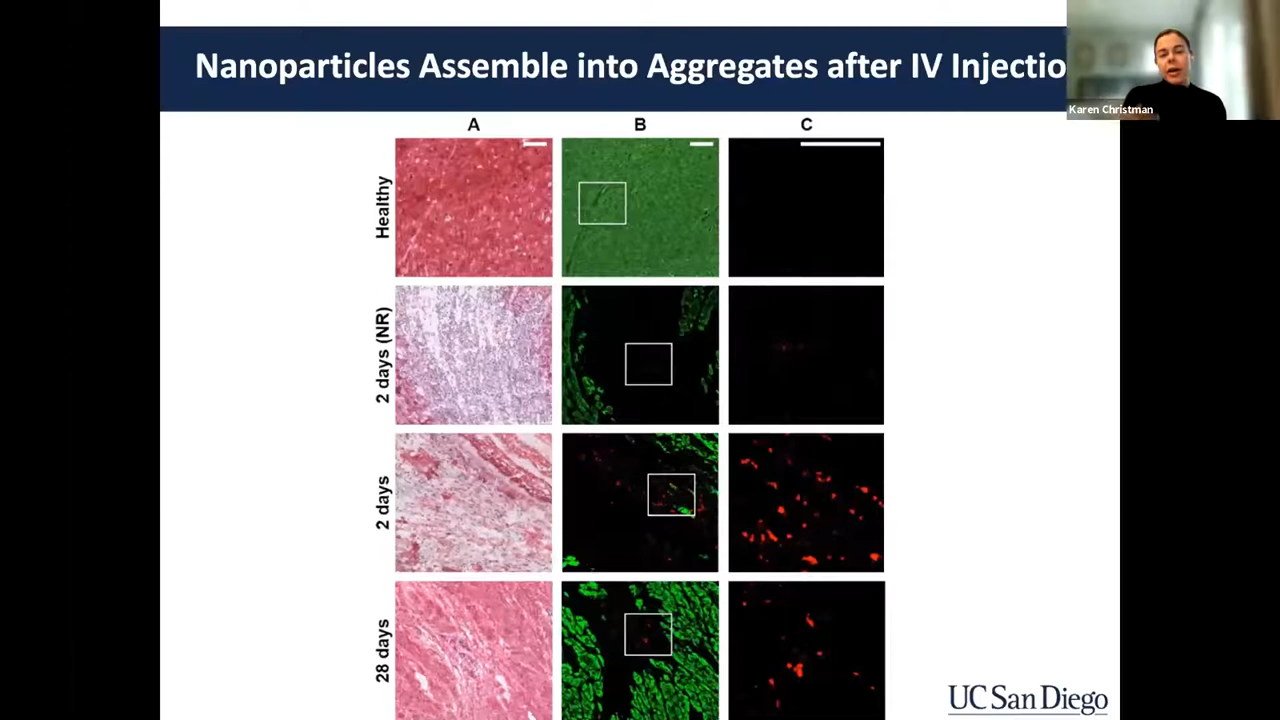 Nanoparticles Assemble into Aggregates after IV Injectio
Karen Christman
A
B
C
Healthy
2 days (NR)
2 days
28 days
UC San Diego